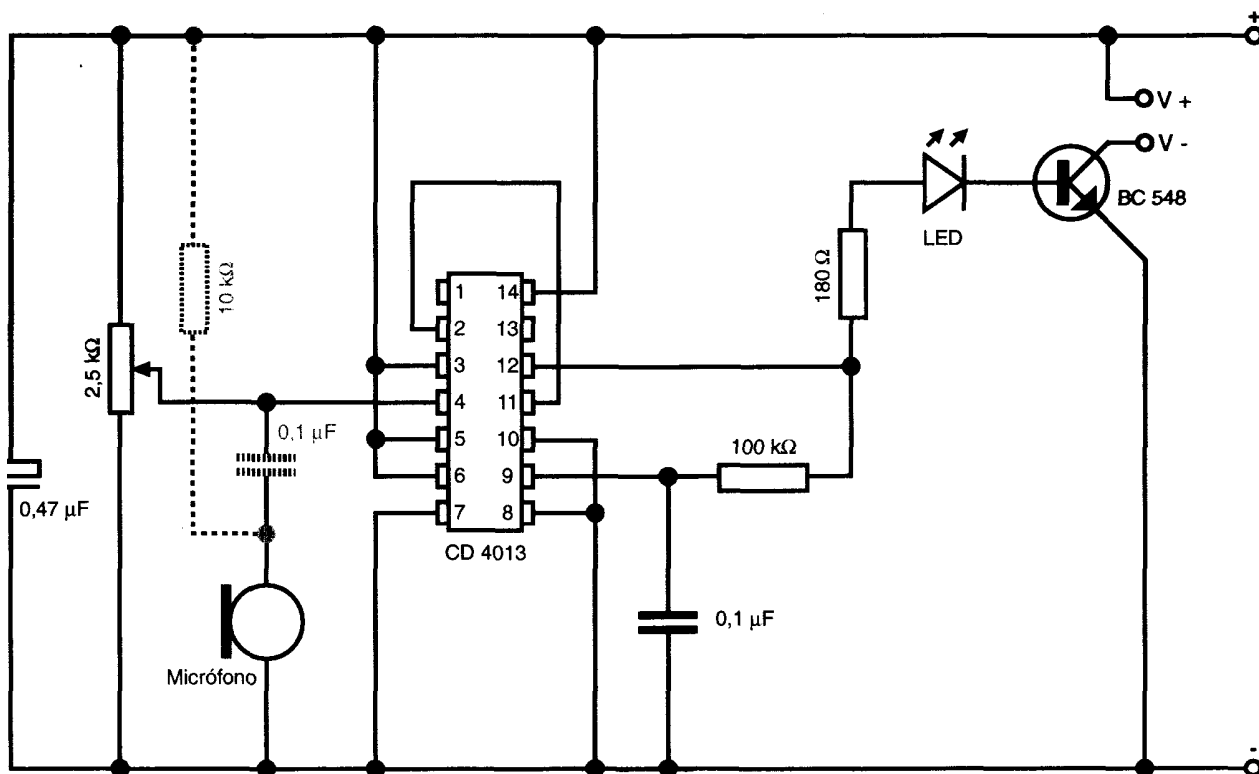 +
V +
V -
BC 548
LED
180 Ω
10 kΩ
2,5 kΩ
0,1 µF
1 14
2 13
3 12
4 11
5 10
6 9
7 8
CD 4013
100 kΩ
0,47 µF
0,1 µF
Micrófono
-